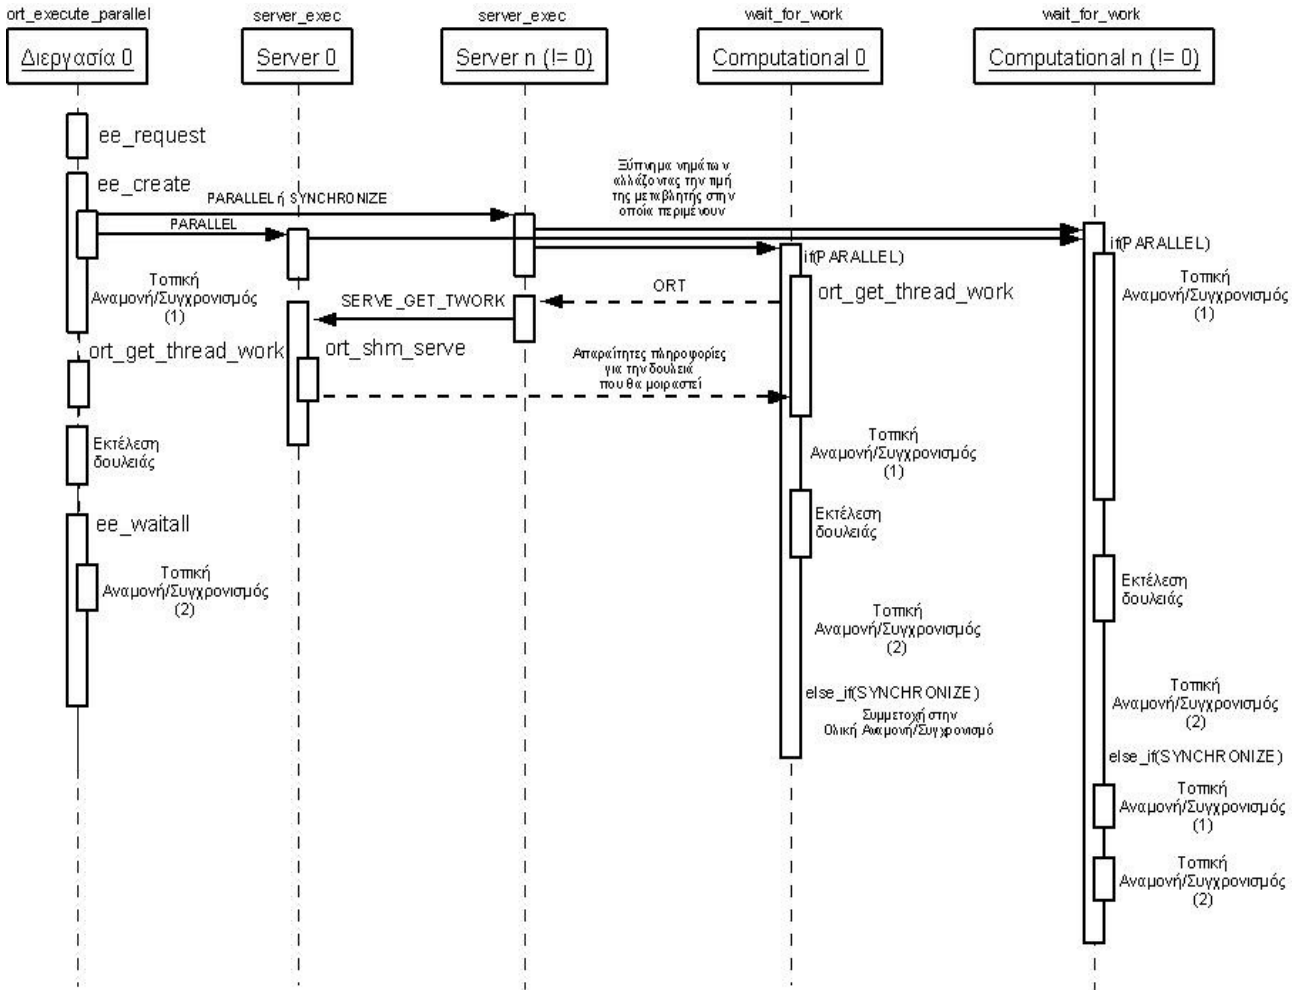 ort_execute_parallel
server_exec
server_exec
wait_for_work
wait_for_work
Διεργασία 0
Server 0
Server n (!= 0)
Computational 0
Computational n (!= 0)
ee_request
ee_create
PARALLEL ή SYNCHRONIZE
PARALLEL
Ξύπνημα νημάτων
αλλάζοντας την τιμή
της μεταβλητής στην
οποία περιμένουν
if(PARALLEL)
if(PARALLEL)
Τοπική
Αναμονή/Συγχρονισμός
(1)
ORT
ort_get_thread_work
Τοπική
Αναμονή/Συγχρονισμός
(1)
SERVE_GET_TWORK
ort_get_thread_work
ort_shm_serve
Απαραίτητες πληροφορίες
για την δουλειά
που θα μοιραστεί
Εκτέλεση
δουλειάς
Τοπική
Αναμονή/Συγχρονισμός
(1)
ee_waitall
Εκτέλεση
δουλειάς
Τοπική
Αναμονή/Συγχρονισμός
(2)
Εκτέλεση
δουλειάς
Τοπική
Αναμονή/Συγχρονισμός
(2)
else_if(SYNCHRONIZE)
Συμμετοχή στην
Ολική Αναμονή/Συγχρονισμό
Τοπική
Αναμονή/Συγχρονισμός
(2)
else_if(SYNCHRONIZE)
Τοπική
Αναμονή/Συγχρονισμός
(1)
Τοπική
Αναμονή/Συγχρονισμός
(2)